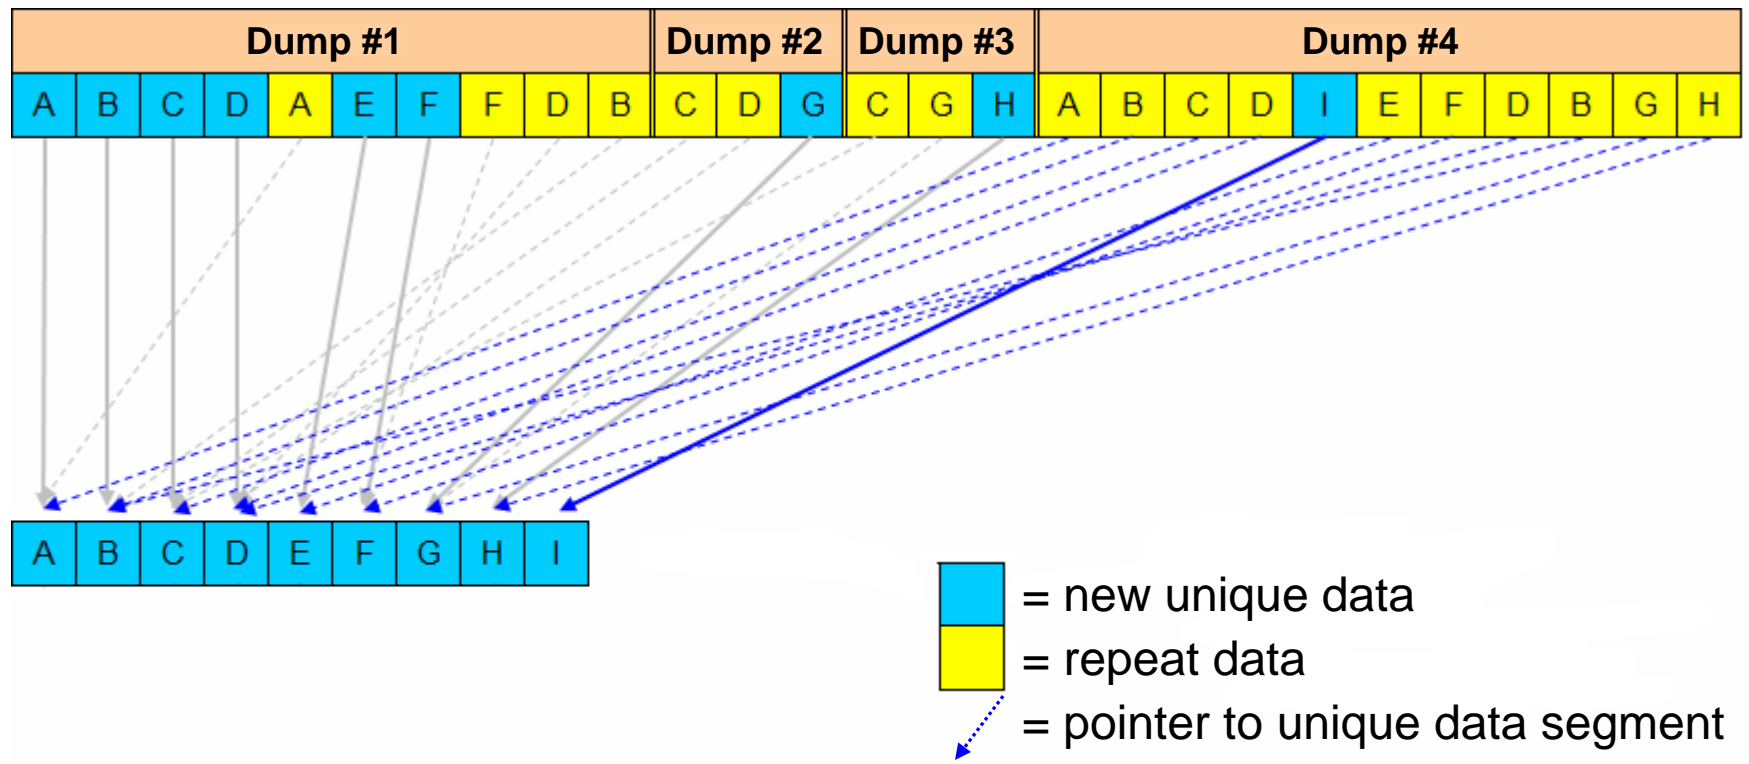 Dump #1 Dump #2 Dump #3 Dump #4
A B C D A E F F D B C D G C G H A B C D I E F D B G H
A B C D E F G H I
= new unique data
= repeat data
= pointer to unique data segment